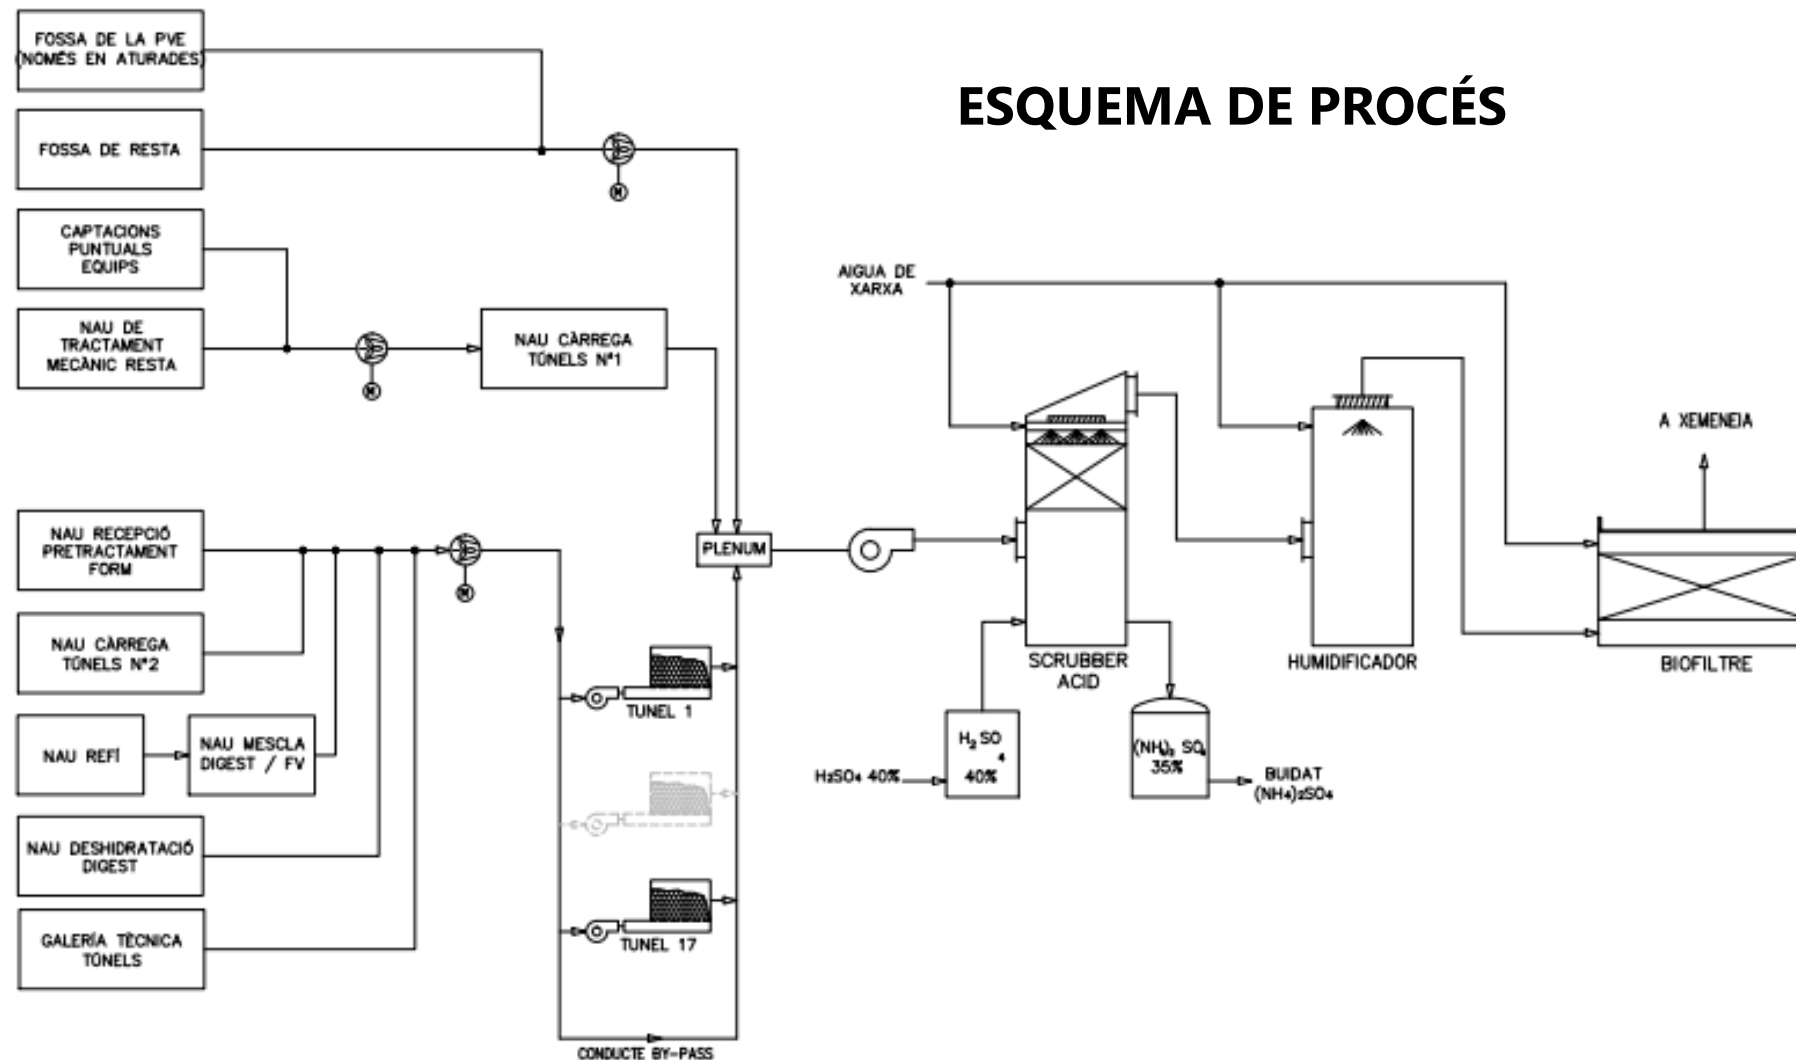 FOSSA DE LA PVE
(NOMÉS EN ATURADES)
ESQUEMA DE PROCÉS
FOSSA DE RESTA
M
CAPTACIONS
PUNTUALS
EQUIPS
NAU DE
TRACTAMENT
MECÀNIC RESTA
M
NAU CÀRREGA
TÚNELS Nº1
AIGUA DE
XARXA
A XEMENEIA
NAU RECEPCIÓ
PRETRACTAMENT
FORM
M
PLENUM
NAU CÀRREGA
TÚNELS Nº2
NAU REFÍ
NAU MESCLA
DIGEST / FV
NAU DESHIDRATACIÓ
DIGEST
GALERÍA TÈCNICA
TÚNELS
TUNEL 1
TUNEL 17
CONDUCTE BY-PASS
SCRUBBER
ACID
HUMIDIFICADOR
BIOFILTRE
H2SO4 40%
H2 SO
4
40%
(NH4)2 SO4
35%
BUIDAT
(NH4)2SO4